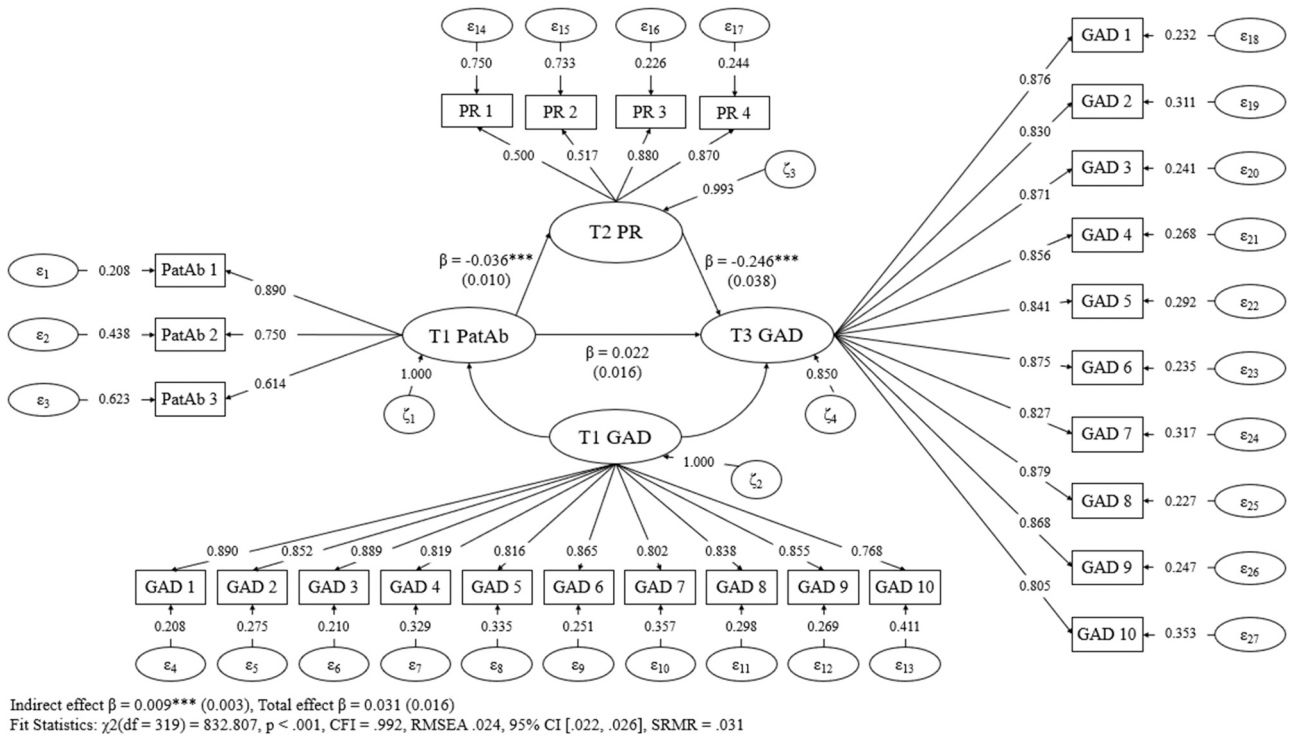 ε14 ε15 ε16 ε17
0.750 0.733 0.226 0.244
PR 1 PR 2 PR 3 PR 4
0.500 0.517 0.880 0.870
ζ3
0.993
T2 PR
β = -0.036***
(0.010)
β = -0.246***
(0.038)
ε1 0.208 PatAb 1
0.890
ε2 0.438 PatAb 2 0.750
ε3 0.623 PatAb 3
0.614
T1 PatAb
T3 GAD
β = 0.022
(0.016)
1.000
ζ1
0.850
ζ4
T1 GAD
1.000
ζ2
0.890 0.852 0.889 0.819 0.816 0.865 0.802 0.838 0.855 0.768
GAD 1 GAD 2 GAD 3 GAD 4 GAD 5 GAD 6 GAD 7 GAD 8 GAD 9 GAD 10
0.208 0.275 0.210 0.329 0.335 0.251 0.357 0.298 0.269 0.411
ε4 ε5 ε6 ε7 ε8 ε9 ε10 ε11 ε12 ε13
0.876 GAD 1 0.232 ε18
0.830 GAD 2 0.311 ε19
0.871 GAD 3 0.241 ε20
0.856 GAD 4 0.268 ε21
0.841 GAD 5 0.292 ε22
0.875 GAD 6 0.235 ε23
0.827 GAD 7 0.317 ε24
0.879 GAD 8 0.227 ε25
0.868 GAD 9 0.247 ε26
0.805 GAD 10 0.353 ε27
Indirect effect β = 0.009*** (0.003), Total effect β = 0.031 (0.016)
Fit Statistics: χ2(df = 319) = 832.807, p < .001, CFI = .992, RMSEA .024, 95% CI [.022, .026], SRMR = .031